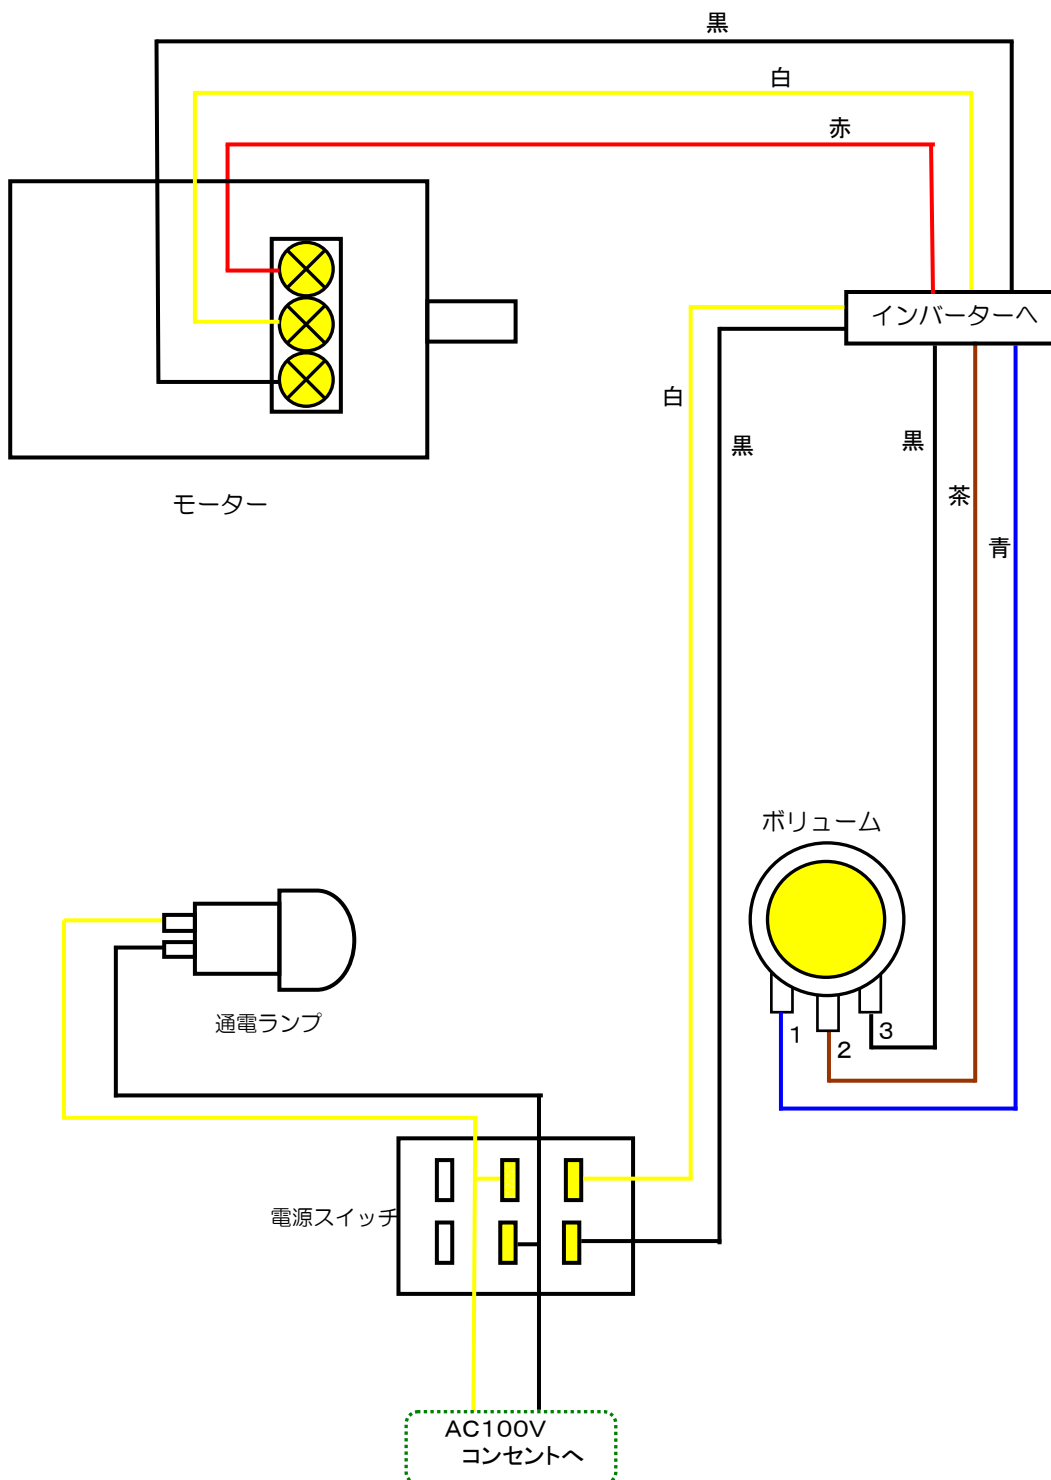 黒
白
赤
インバーターへ
白
黒
黒
茶
青
モーター
ボリューム
1
2
3
通電ランプ
電源スイッチ
AC100V
コンセントへ